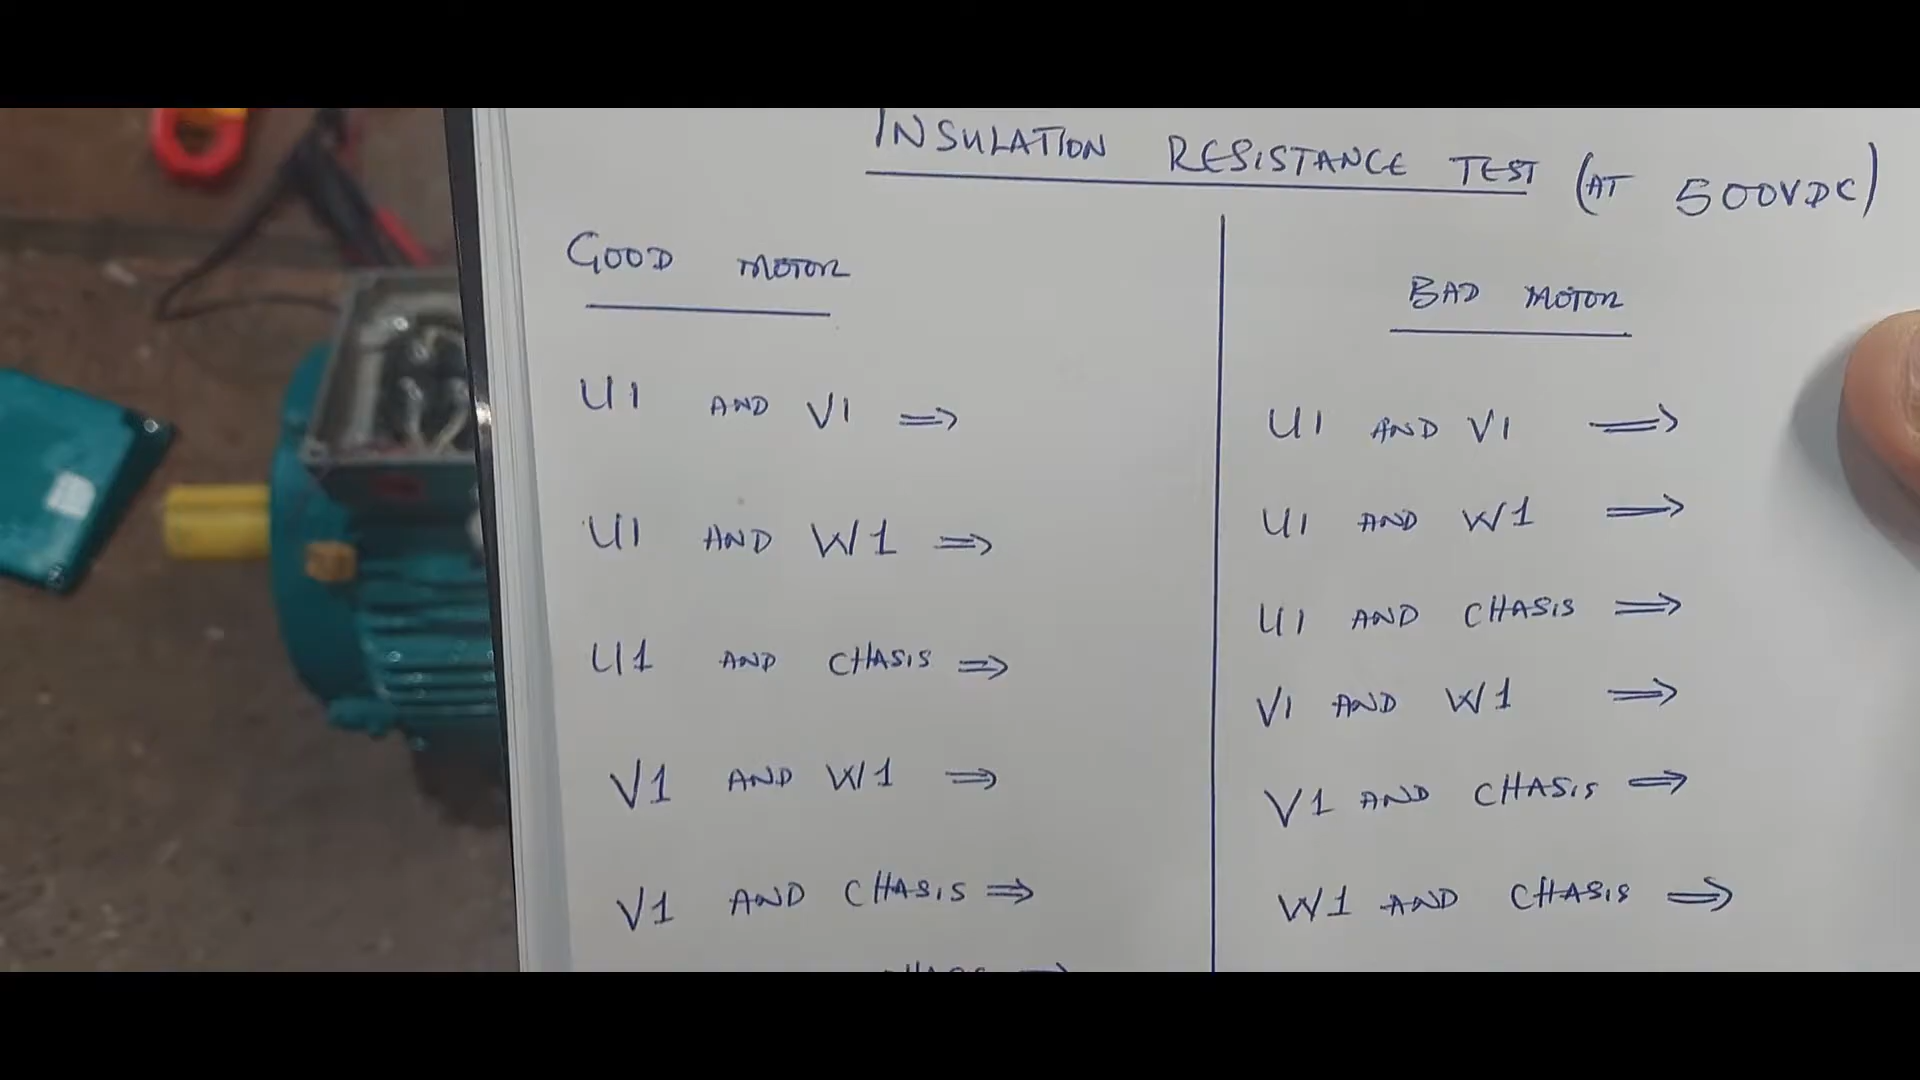 INSULATION RESISTANCE TEST (AT 500VDC)
GOOD MOTOR
U1 AND V1 ⇒
U1 AND W1 ⇒
U1 AND CHASIS ⇒
V1 AND W1 ⇒
V1 AND CHASIS ⇒
BAD MOTOR
U1 AND V1 ⇒
U1 AND W1 ⇒
U1 AND CHASIS ⇒
V1 AND W1 ⇒
V1 AND CHASIS ⇒
W1 AND CHASIS ⇒